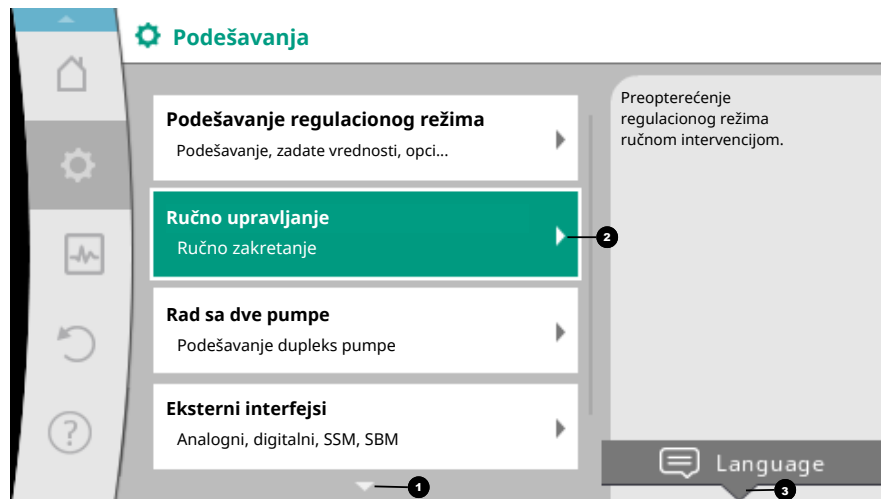 Podešavanja
Podešavanje regulacionog režima
Podešavanje, zadate vrednosti, opci...
Ručno upravljanje
Ručno zakretanje
Rad sa dve pumpe
Podešavanje dupleks pumpe
Eksterni interfejsi
Analogni, digitalni, SSM, SBM
Preopterećenje
regulacionog režima
ručnom intervencijom.
?
Language
1
2
3